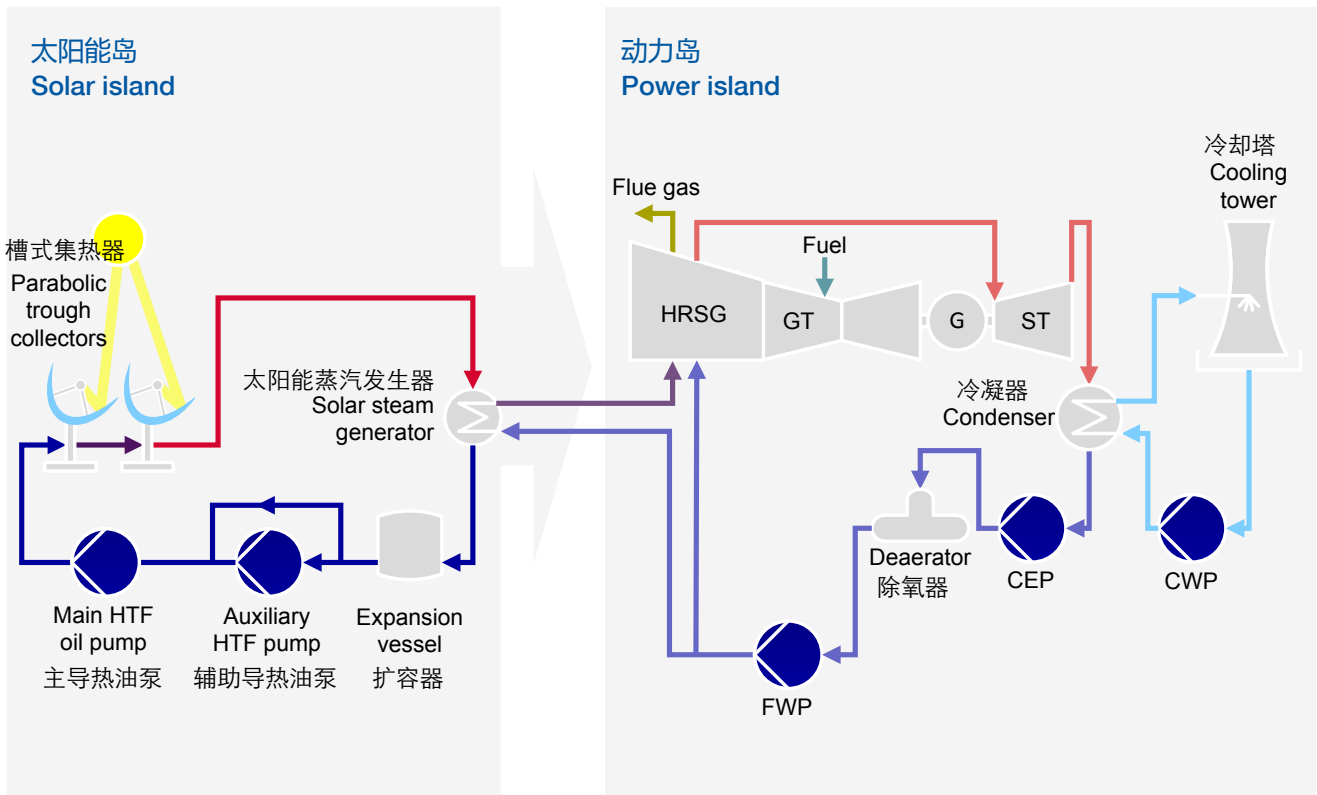 太阳能岛
Solar island
槽式集热器
Parabolic
trough
collectors
太阳能蒸汽发生器
Solar steam
generator
Main HTF
oil pump
主导热油泵
Auxiliary
HTF pump
辅助导热油泵
Expansion
vessel
扩容器
动力岛
Power island
Flue gas
Fuel
HRSG
GT
G
ST
冷却塔
Cooling
tower
冷凝器
Condenser
Deaerator
除氧器
CEP
CWP
FWP